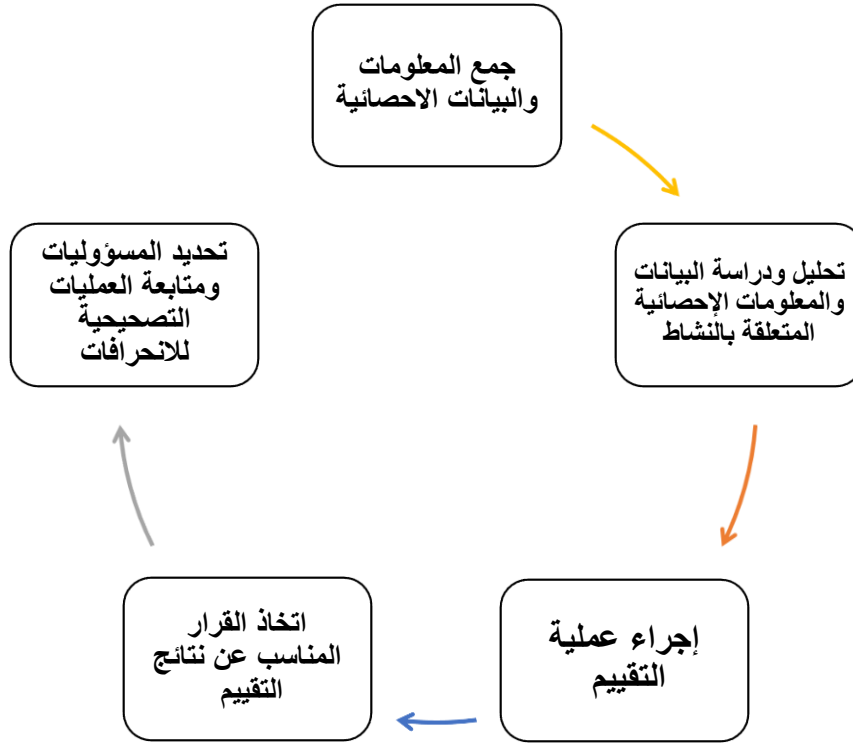 جمع المعلومات
والبيانات الاحصائية
تحليل ودراسة البيانات
والمعلومات الإحصائية
المتعلقة بالنشاط
إجراء عملية
التقييم
اتخاذ القرار
المناسب عن نتائج
التقييم
تحديد المسؤوليات
ومتابعة العمليات
التصحيحية
للانحرافات